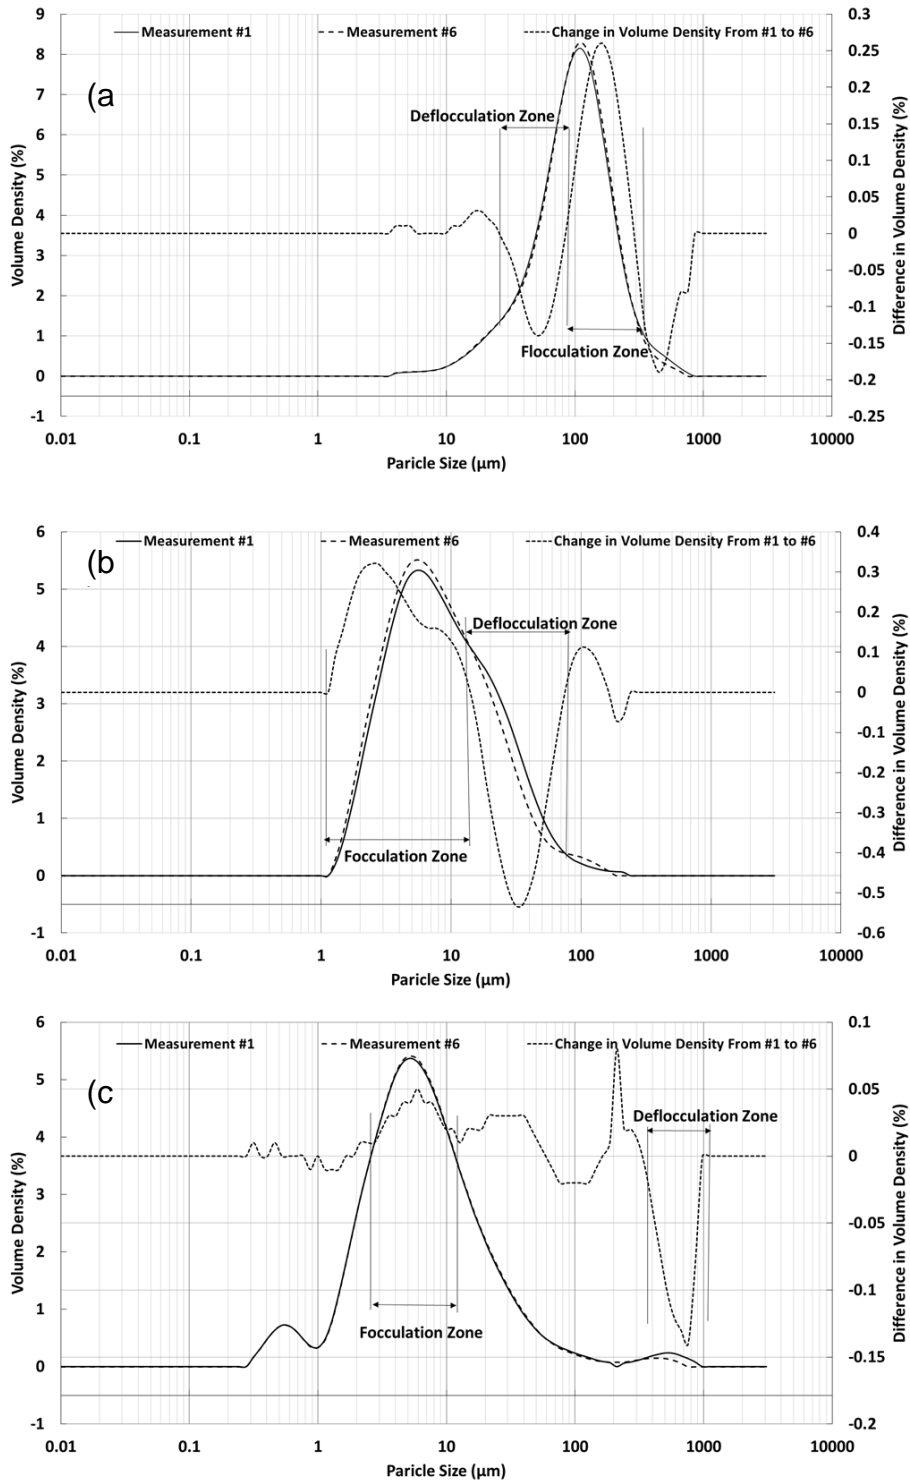 Measurement #1 Measurement #6 Change in Volume Density From #1 to #6
(a
Deflocculation Zone
Flocculation Zone
9
8
7
6
5
4
3
2
1
0
-1
Volume Density (%)
0.3
0.25
0.2
0.15
0.1
0.05
0
-0.05
-0.1
-0.15
-0.2
-0.25
Difference in Volume Density (%)
0.01 0.1 1 10 100 1000 10000
Paricle Size (µm)
Measurement #1 Measurement #6 Change in Volume Density From #1 to #6
(b
Deflocculation Zone
Focculation Zone
6
5
4
3
2
1
0
-1
Volume Density (%)
0.4
0.3
0.2
0.1
0
-0.1
-0.2
-0.3
-0.4
-0.5
-0.6
Difference in Volume Density (%)
0.01 0.1 1 10 100 1000 10000
Paricle Size (µm)
Measurement #1 Measurement #6 Change in Volume Density From #1 to #6
(c
Deflocculation Zone
Focculation Zone
6
5
4
3
2
1
0
-1
Volume Density (%)
0.1
0.05
0
-0.05
-0.1
-0.15
-0.2
Difference in Volume Density (%)
0.01 0.1 1 10 100 1000 10000
Paricle Size (µm)